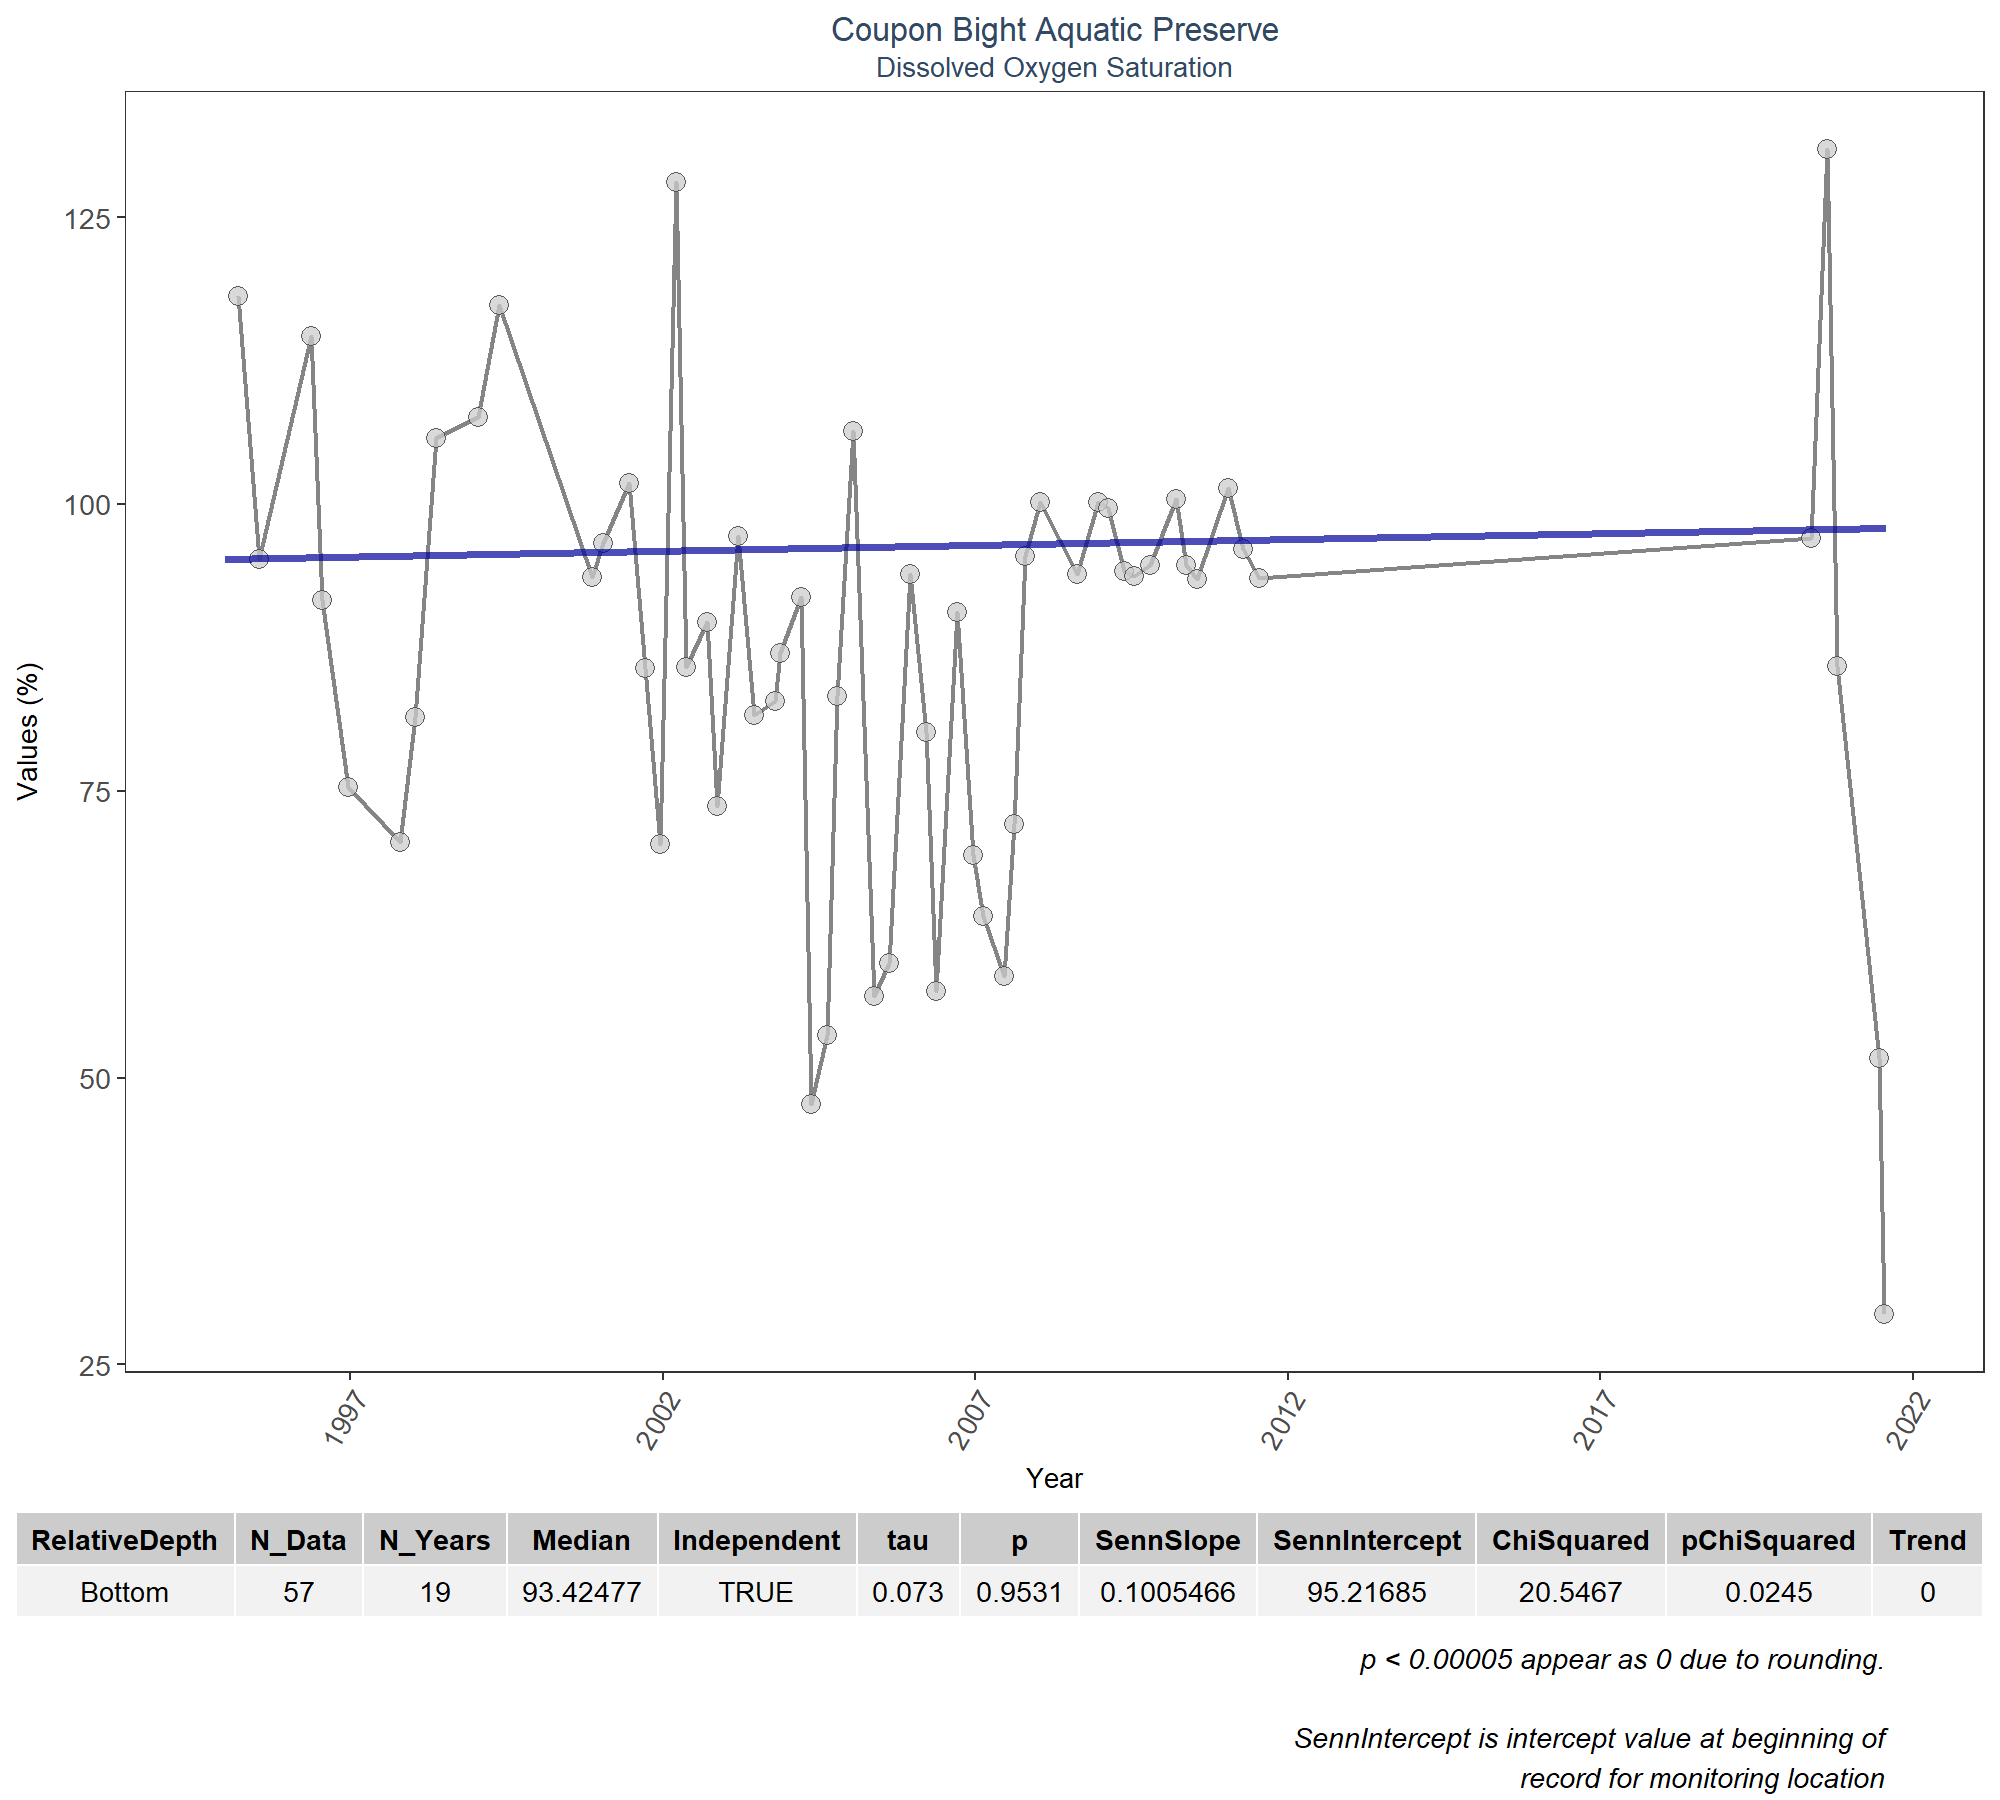 Coupon Bight Aquatic Preserve
Dissolved Oxygen Saturation
Values (%)
125
100
75
50
25
1997
2002
2007
2012
2017
2022
Year
RelativeDepth N_Data N_Years Median Independent tau p SennSlope SennIntercept ChiSquared pChiSquared Trend
Bottom 57 19 93.42477 TRUE 0.073 0.9531 0.1005466 95.21685 20.5467 0.0245 0
p < 0.00005 appear as 0 due to rounding.
SennIntercept is intercept value at beginning of
record for monitoring location